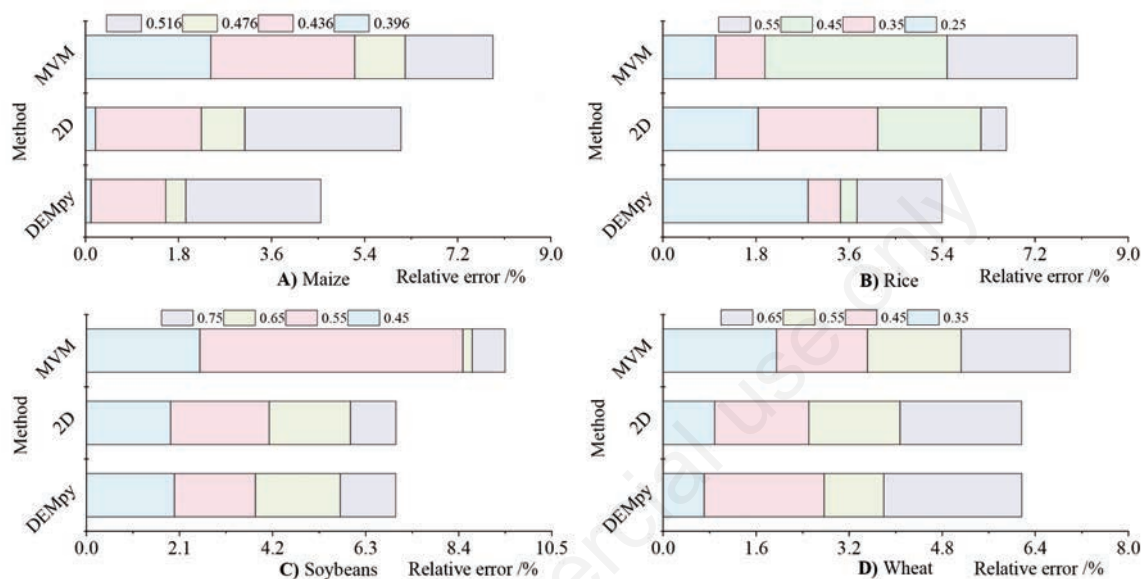 0.516 0.476 0.436 0.396
MVM
2D
DEMpy
Method
0.0 1.8 3.6 5.4 7.2 9.0
A) Maize Relative error /%
0.55 0.45 0.35 0.25
MVM
2D
DEMpy
Method
0.0 1.8 3.6 5.4 7.2 9.0
B) Rice Relative error /%
0.75 0.65 0.55 0.45
MVM
2D
DEMpy
Method
0.0 2.1 4.2 6.3 8.4 10.5
C) Soybeans Relative error /%
0.65 0.55 0.45 0.35
MVM
2D
DEMpy
Method
0.0 1.6 3.2 4.8 6.4 8.0
D) Wheat Relative error /%
ercial use only